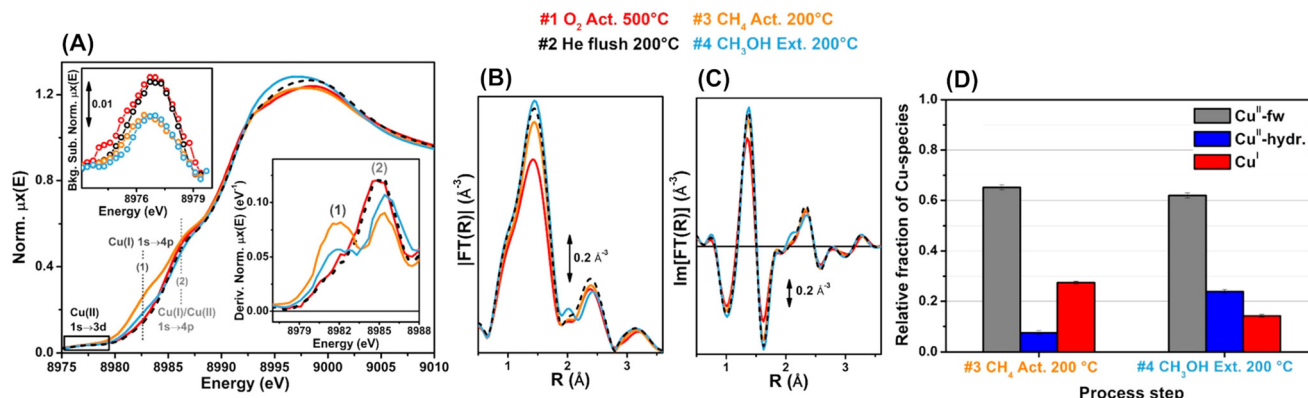 #1 O₂ Act. 500°C #3 CH₄ Act. 200°C
#2 He flush 200°C #4 CH₃OH Ext. 200°C
(A)
Norm. μx(E)
1.2
0.8
0.4
0.0
8975 8980 8985 8990 8995 9000 9005 9010
Energy (eV)
Bkg. Sub. Norm. μx(E)
0.01
8976 8979
Energy (eV)
Cu(I) 1s→4p
(1)
(2)
Cu(II)
1s→3d
Cu(I)/Cu(II)
1s→4p
Deriv. Norm. μx(E) (eV⁻¹)
0.10
0.05
0.00
(1)
(2)
8979 8982 8985 8988
Energy (eV)
(B)
|FT(R)| (Å⁻³)
0.2 Å⁻³
1 2 3
R (Å)
(C)
Im[FT(R)] (Å⁻³)
0.2 Å⁻³
1 2 3
R (Å)
(D)
Relative fraction of Cu-species
1.0
0.8
0.6
0.4
0.2
0.0
Cuᴵᴵ-fw
Cuᴵᴵ-hydr.
Cuᴵ
#3 CH₄ Act. 200 °C #4 CH₃OH Ext. 200 °C
Process step